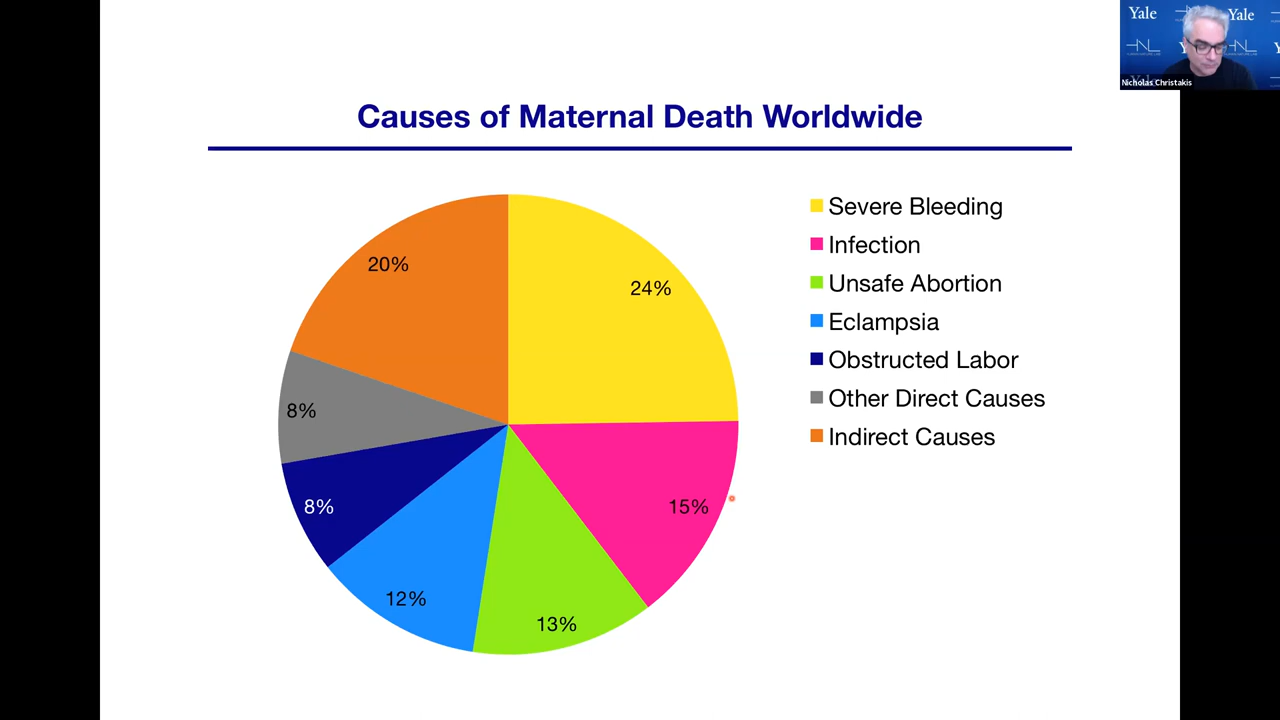 Yale
Yale
Nicholas Christakis
Causes of Maternal Death Worldwide
Severe Bleeding
Infection
Unsafe Abortion
Eclampsia
Obstructed Labor
Other Direct Causes
Indirect Causes
24%
15%
13%
12%
8%
8%
20%